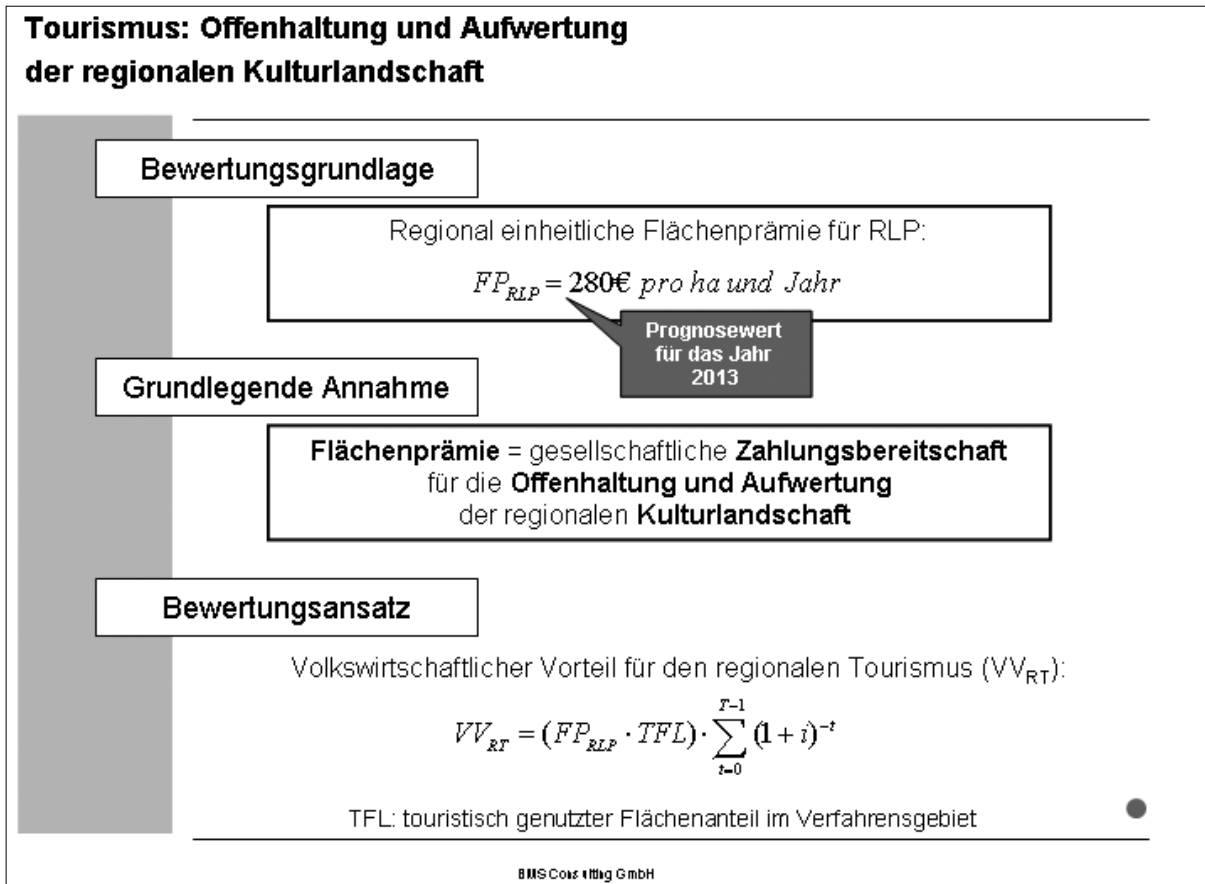 Tourismus: Offenhaltung und Aufwertung
der regionalen Kulturlandschaft
Bewertungsgrundlage
Regional einheitliche Flächenprämie für RLP:
FP_RLP = 280€ pro ha und Jahr
Prognosewert
für das Jahr
2013
Grundlegende Annahme
Flächenprämie = gesellschaftliche Zahlungsbereitschaft
für die Offenhaltung und Aufwertung
der regionalen Kulturlandschaft
Bewertungsansatz
Volkswirtschaftlicher Vorteil für den regionalen Tourismus (VV_RT):
VV_RT = (FP_RLP · TFL) · ∑_{t=0}^{T−1} (1 + i)^{−t}
TFL: touristisch genutzter Flächenanteil im Verfahrensgebiet
BMS Consulting GmbH